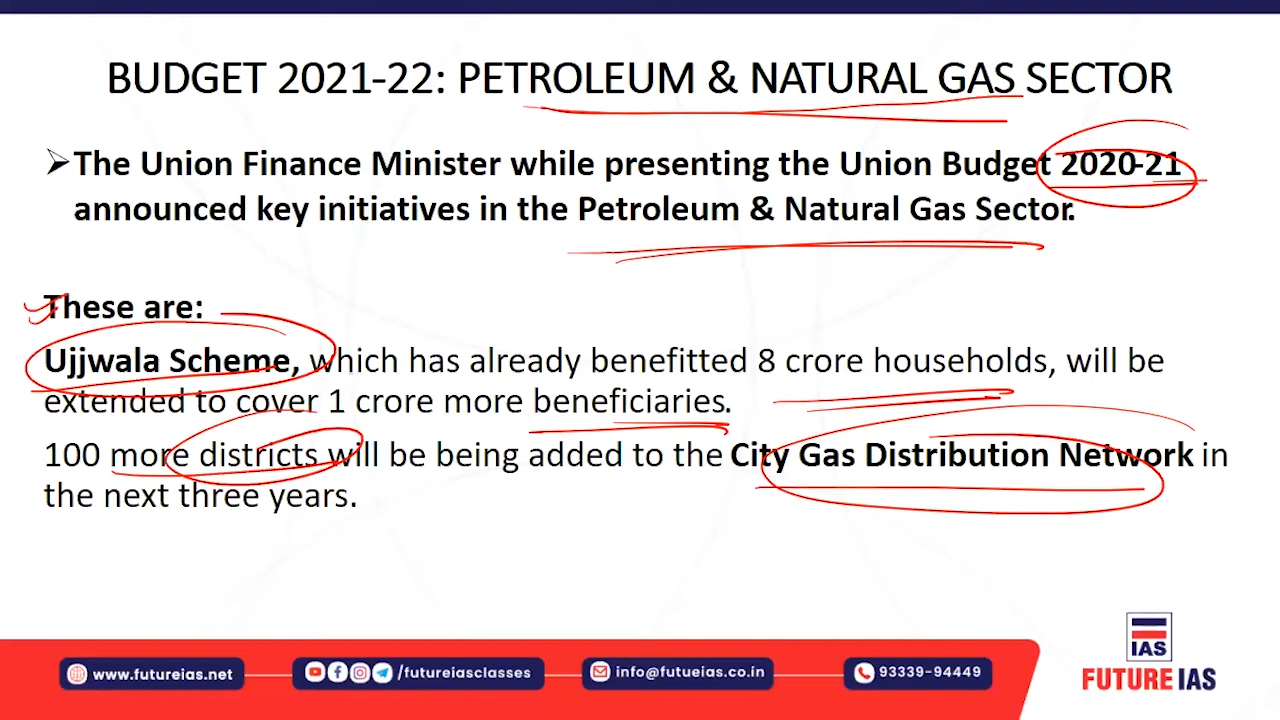 BUDGET 2021-22: PETROLEUM & NATURAL GAS SECTOR
➢The Union Finance Minister while presenting the Union Budget 2020-21
announced key initiatives in the Petroleum & Natural Gas Sector.
These are:
Ujjwala Scheme, which has already benefitted 8 crore households, will be
extended to cover 1 crore more beneficiaries.
100 more districts will be being added to the City Gas Distribution Network in
the next three years.
IAS
FUTURE IAS
www.futureias.net
/futureiasclasses
info@futueias.co.in
93339-94449